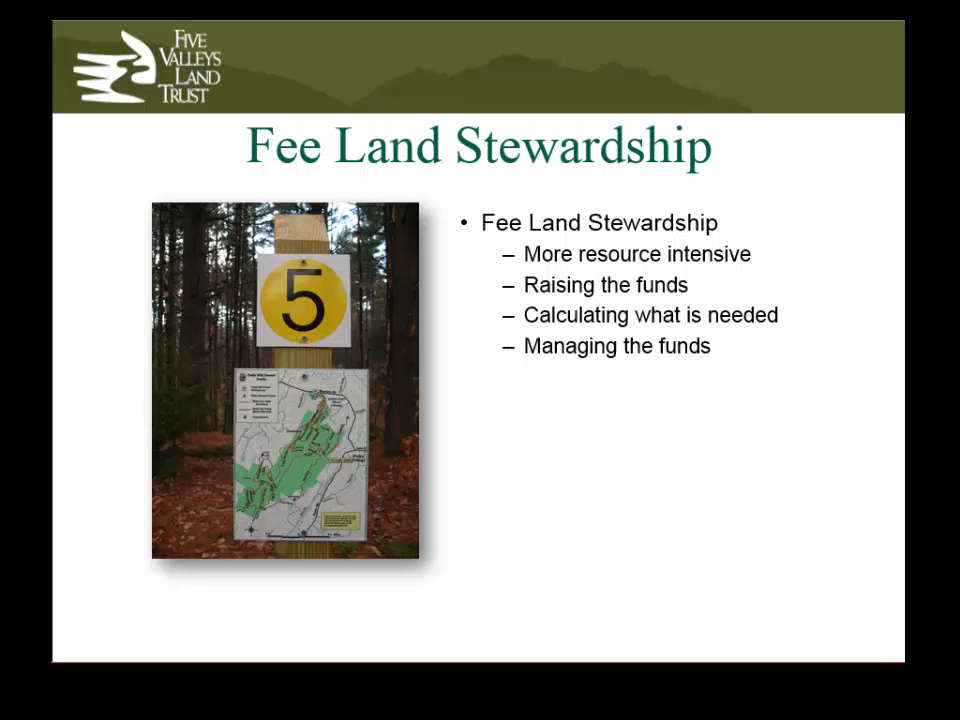 FIVE
VALLEYS
LAND
TRUST
Fee Land Stewardship
• Fee Land Stewardship
– More resource intensive
– Raising the funds
– Calculating what is needed
– Managing the funds
5